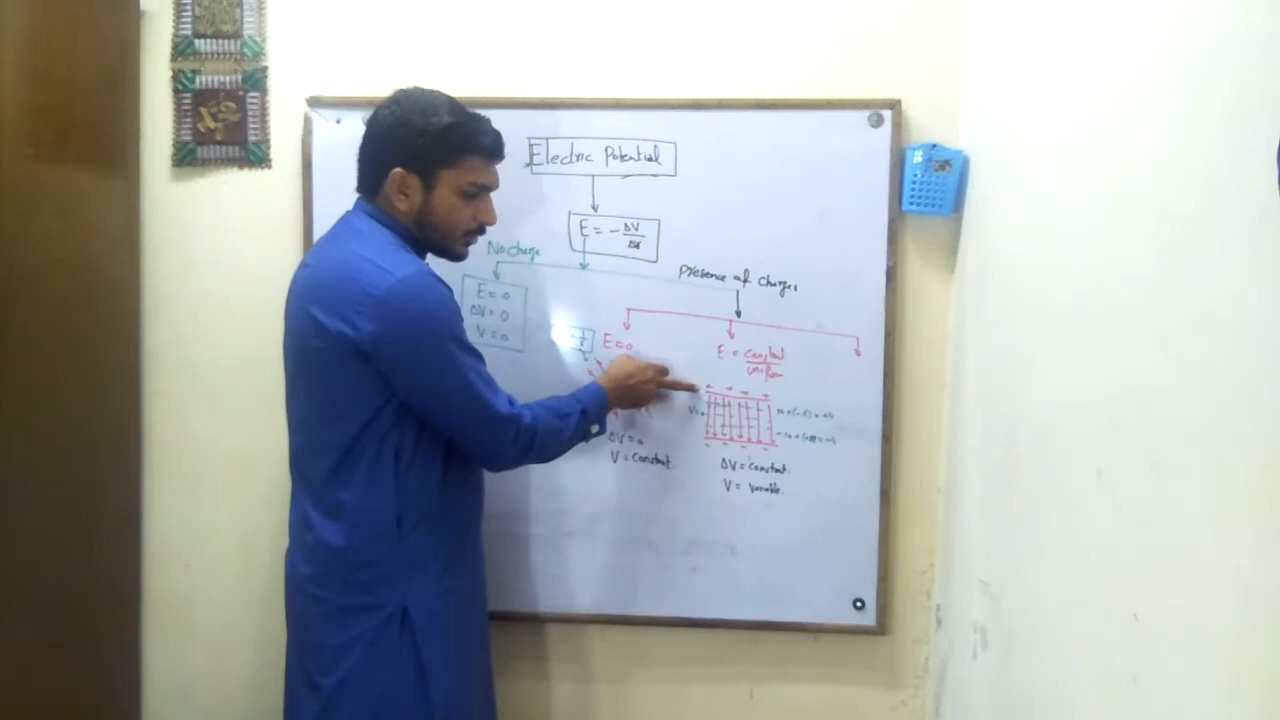 Electric Potential
E = - ΔV/Δr
No charge
Presence of Charges
E = 0
ΔV = 0
V = 0
E = 0
E = constant
uniform
ΔV = 0
V = constant
ΔV = constant
V = variable